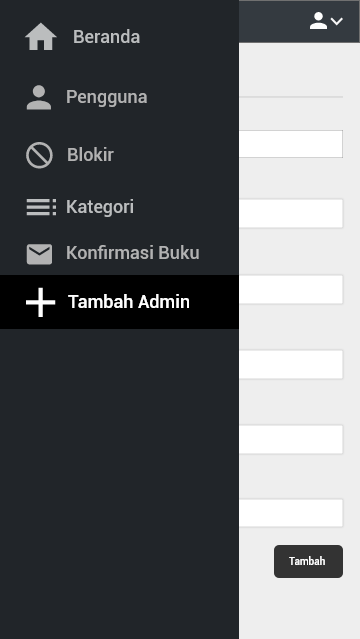 Beranda
Pengguna
Blokir
Kategori
Konfirmasi Buku
Tambah Admin
Tambah